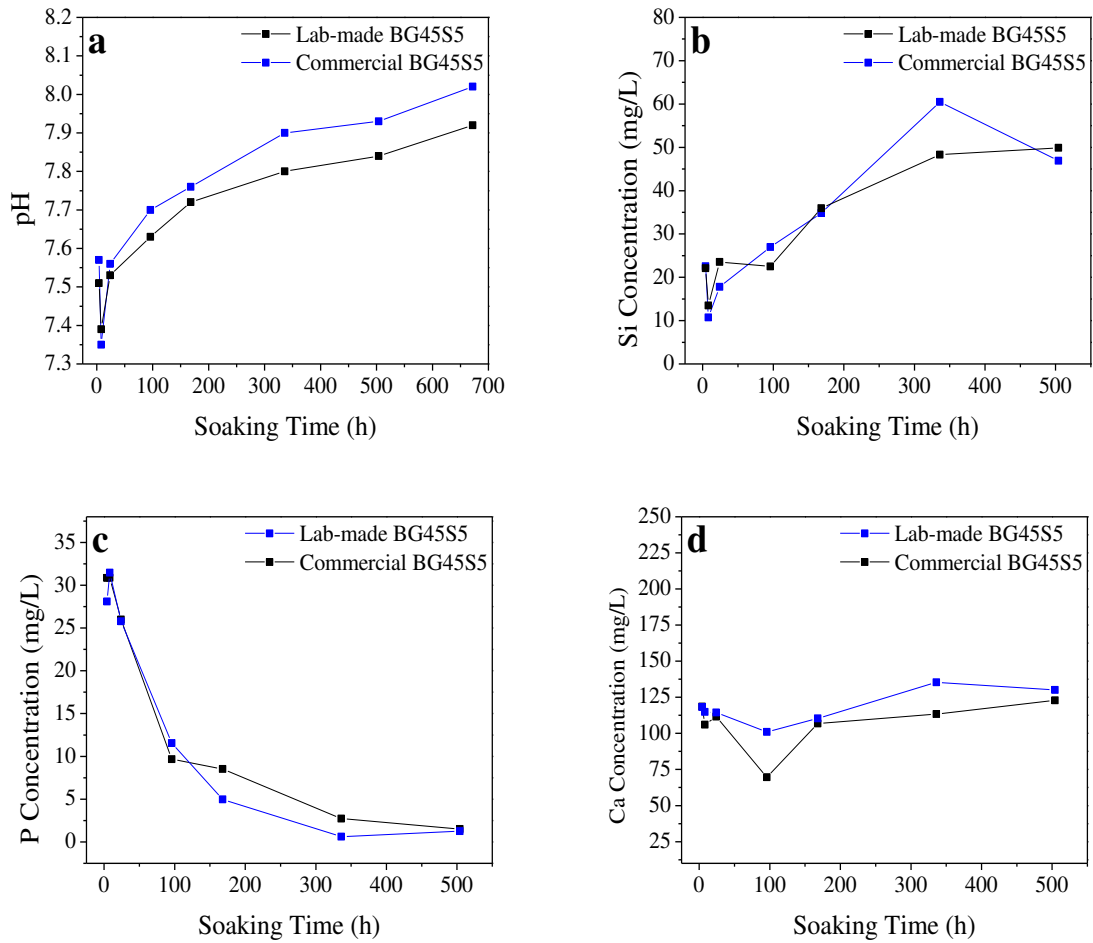 a
Lab-made BG45S5
Commercial BG45S5
8.2
8.1
8.0
7.9
7.8
7.7
7.6
7.5
7.4
7.3
pH
0 100 200 300 400 500 600 700
Soaking Time (h)
b
Lab-made BG45S5
Commercial BG45S5
80
70
60
50
40
30
20
10
0
Si Concentration (mg/L)
0 100 200 300 400 500
Soaking Time (h)
c
Lab-made BG45S5
Commercial BG45S5
35
30
25
20
15
10
5
0
P Concentration (mg/L)
0 100 200 300 400 500
Soaking Time (h)
d
Lab-made BG45S5
Commercial BG45S5
250
225
200
175
150
125
100
75
50
25
Ca Concentration (mg/L)
0 100 200 300 400 500
Soaking Time (h)